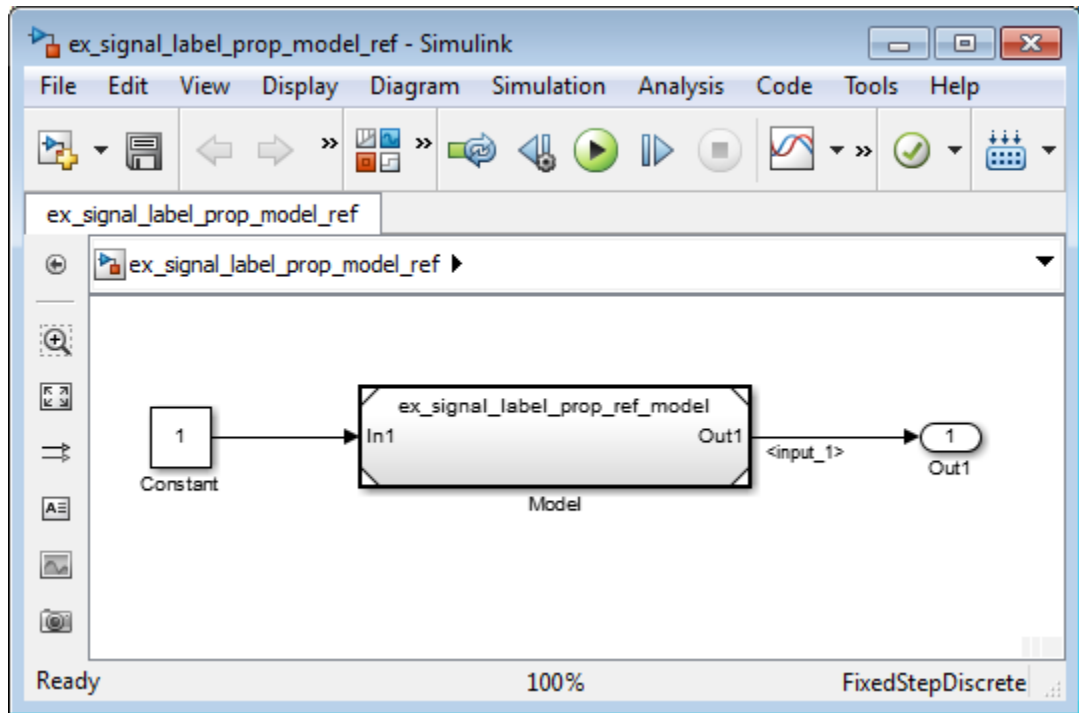 ex_signal_label_prop_model_ref - Simulink
File Edit View Display Diagram Simulation Analysis Code Tools Help
ex_signal_label_prop_model_ref
ex_signal_label_prop_model_ref
ex_signal_label_prop_ref_model
1
In1
Out1
<input_1>
1
Constant
Out1
Model
Ready 100% FixedStepDiscrete